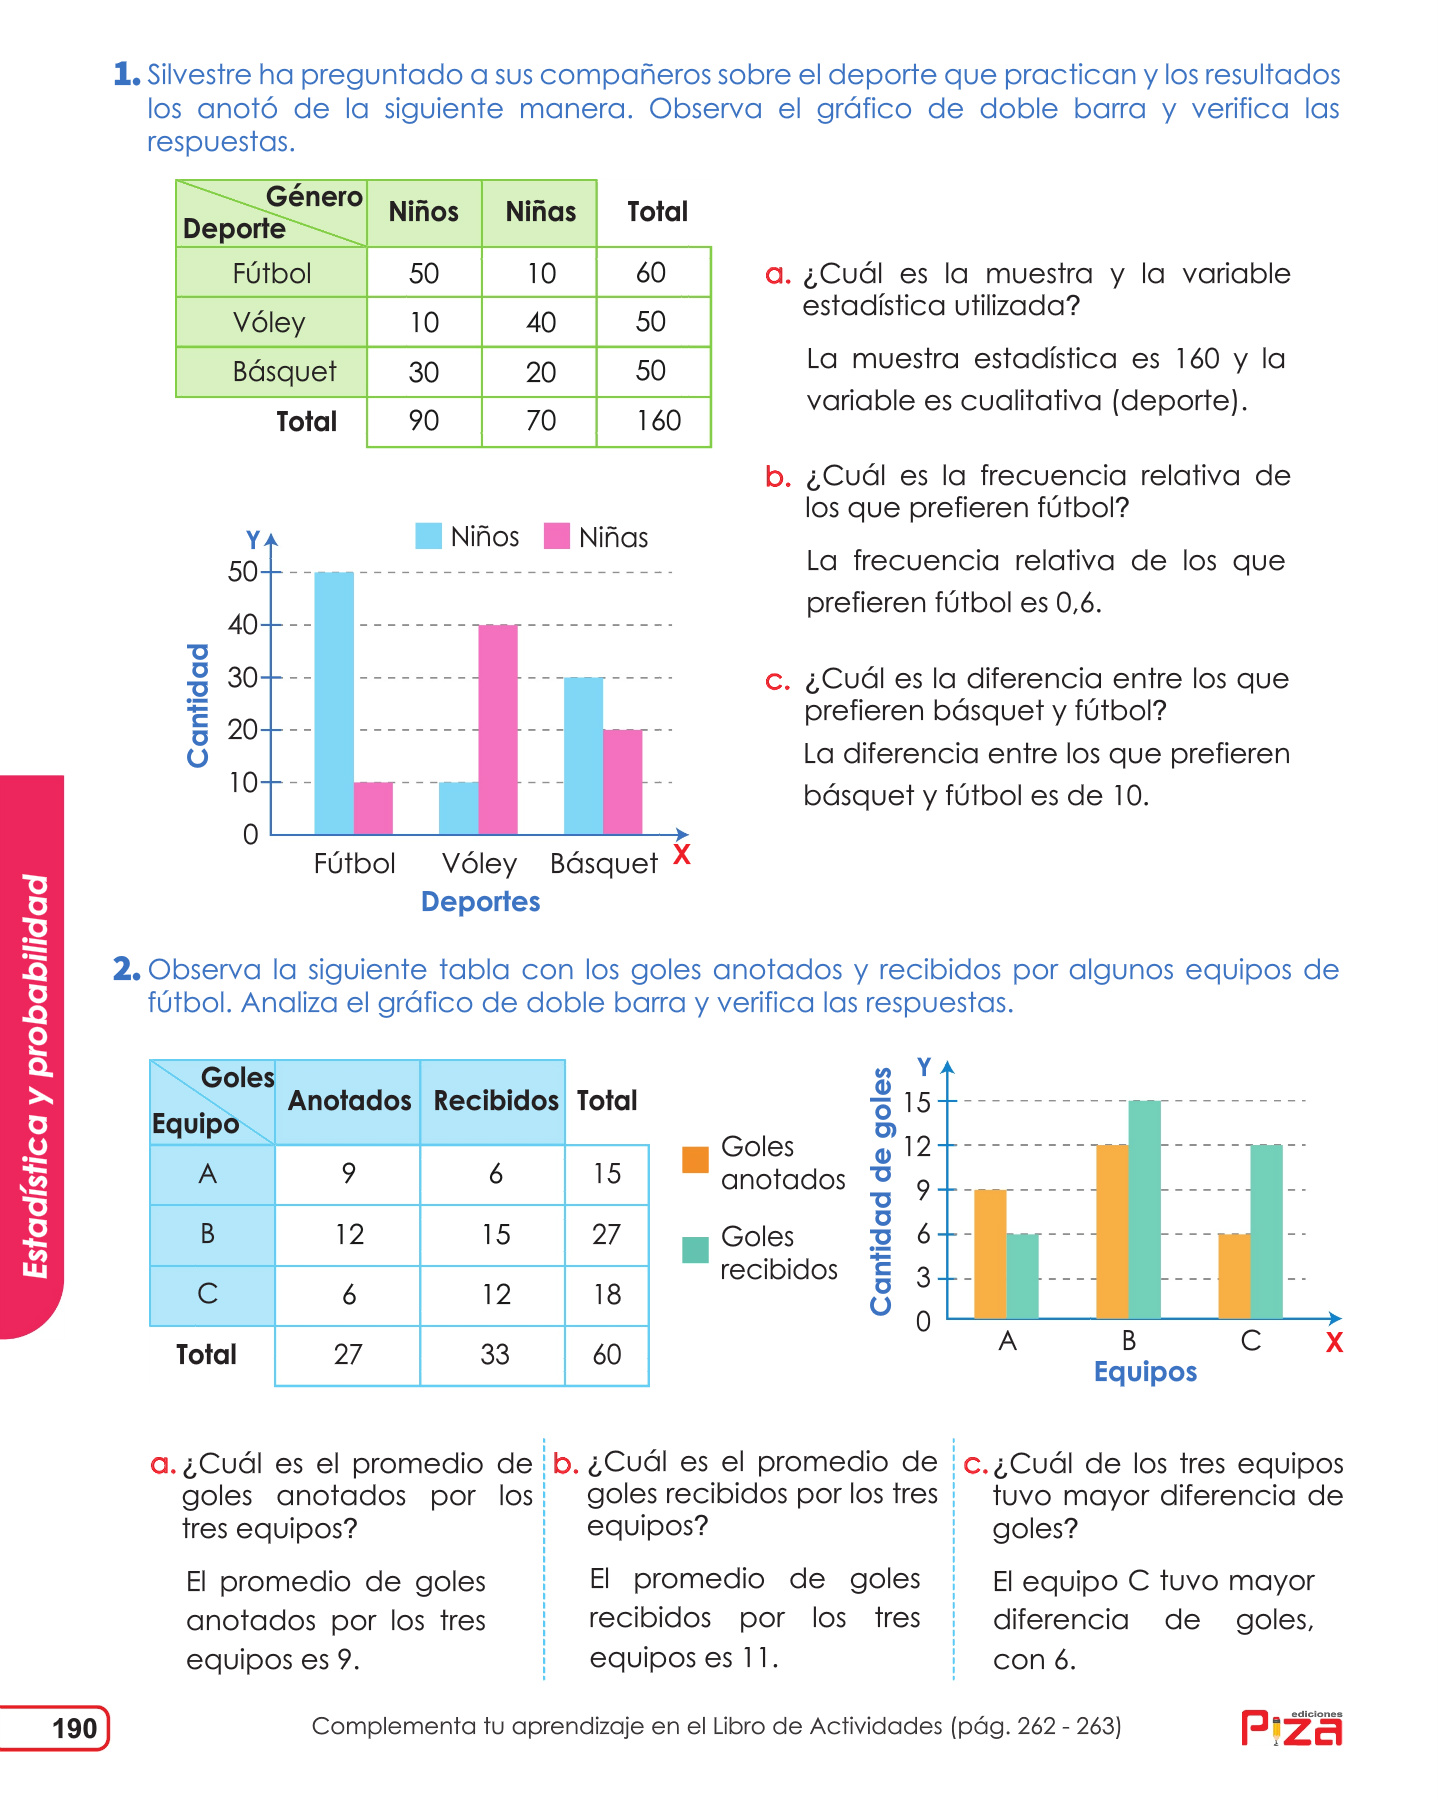 1. Silvestre ha preguntado a sus compañeros sobre el deporte que practican y los resultados
los anotó de la siguiente manera. Observa el gráfico de doble barra y verifica las
respuestas.
Género
Deporte
Niños Niñas Total
Fútbol 50 10 60
Vóley 10 40 50
Básquet 30 20 50
Total 90 70 160
a. ¿Cuál es la muestra y la variable
estadística utilizada?
La muestra estadística es 160 y la
variable es cualitativa (deporte).
b. ¿Cuál es la frecuencia relativa de
los que prefieren fútbol?
La frecuencia relativa de los que
prefieren fútbol es 0,6.
c. ¿Cuál es la diferencia entre los que
prefieren básquet y fútbol?
La diferencia entre los que prefieren
básquet y fútbol es de 10.
Niños Niñas
Y
50
40
30
20
10
0
Cantidad
Fútbol Vóley Básquet X
Deportes
Estadística y probabilidad
2. Observa la siguiente tabla con los goles anotados y recibidos por algunos equipos de
fútbol. Analiza el gráfico de doble barra y verifica las respuestas.
Goles
Equipo
Anotados Recibidos Total
A 9 6 15
B 12 15 27
C 6 12 18
Total 27 33 60
Goles
anotados
Goles
recibidos
Cantidad de goles
Y
15
12
9
6
3
0
A B C X
Equipos
a. ¿Cuál es el promedio de
goles anotados por los
tres equipos?
El promedio de goles
anotados por los tres
equipos es 9.
b. ¿Cuál es el promedio de
goles recibidos por los tres
equipos?
El promedio de goles
recibidos por los tres
equipos es 11.
c. ¿Cuál de los tres equipos
tuvo mayor diferencia de
goles?
El equipo C tuvo mayor
diferencia de goles,
con 6.
190
Complementa tu aprendizaje en el Libro de Actividades (pág. 262 - 263)
ediciones
Piza